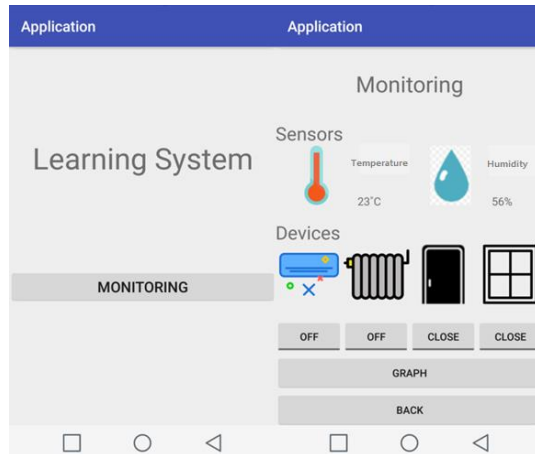 Application
Learning System
MONITORING
Application
Monitoring
Sensors
Temperature
Humidity
23°C
56%
Devices
OFF
OFF
CLOSE
CLOSE
GRAPH
BACK